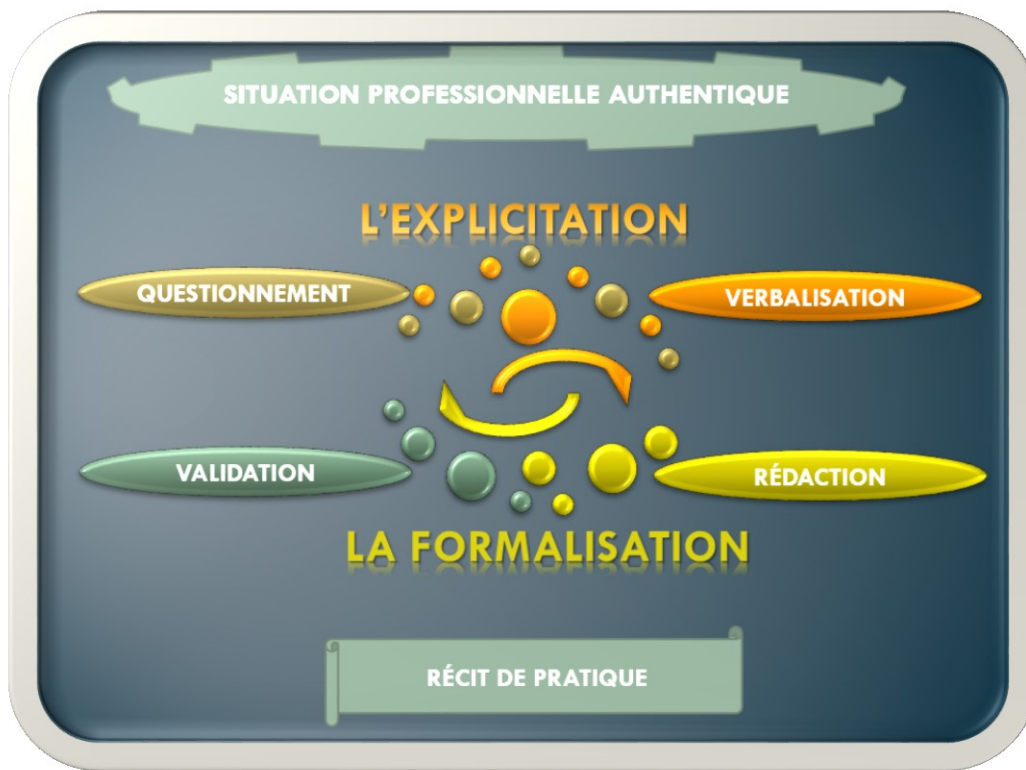 SITUATION PROFESSIONNELLE AUTHENTIQUE
L'EXPLICITATION
QUESTIONNEMENT
VERBALISATION
VALIDATION
RÉDACTION
LA FORMALISATION
RÉCIT DE PRATIQUE